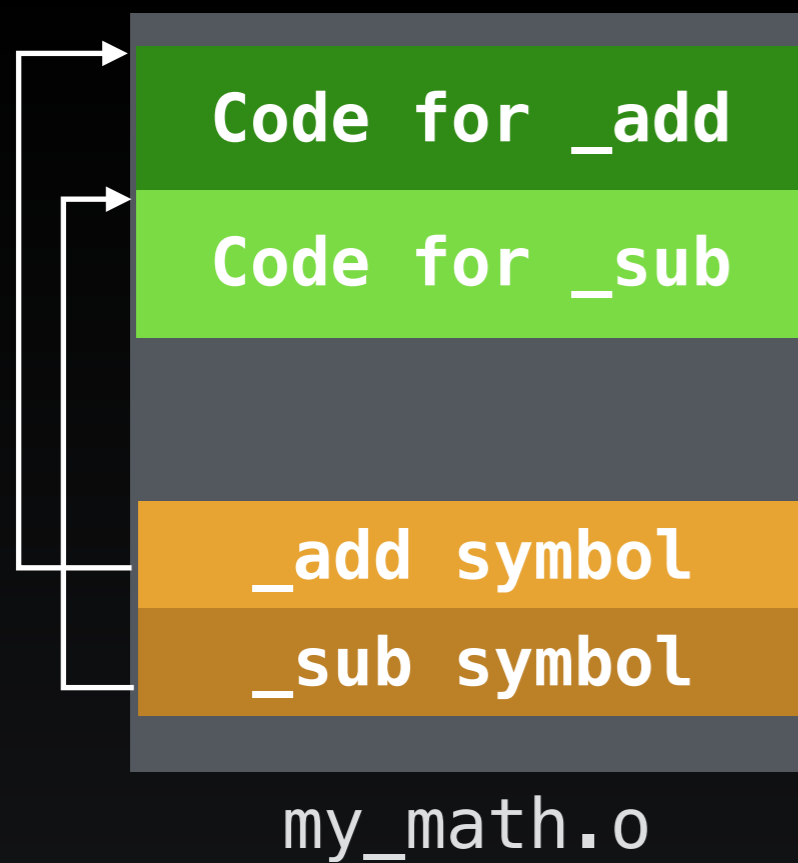 Code for _add
Code for _sub
_add symbol
_sub symbol
my_math.o